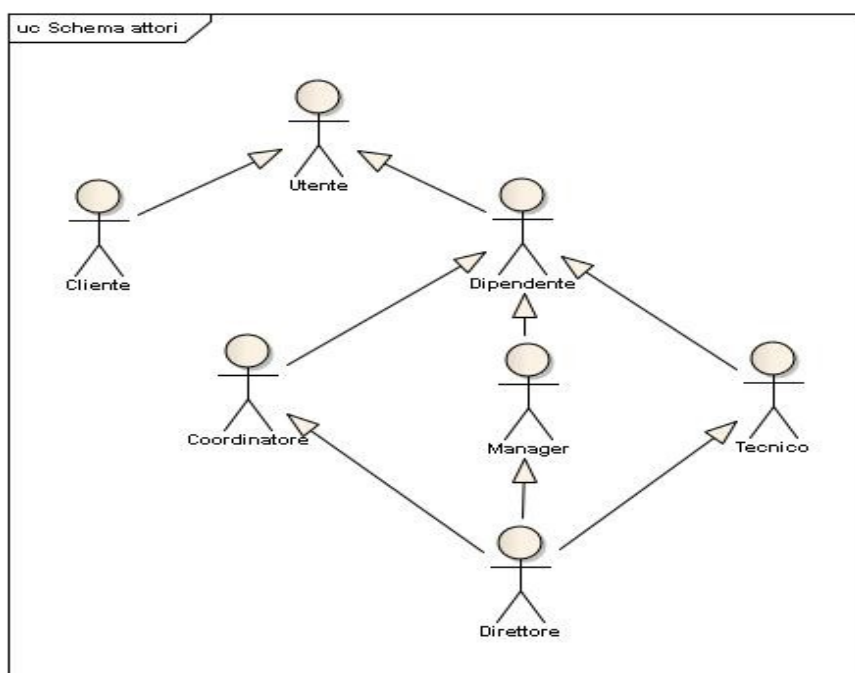 uc Schema attori
Utente
Cliente
Dipendente
Coordinatore
Manager
Tecnico
Direttore